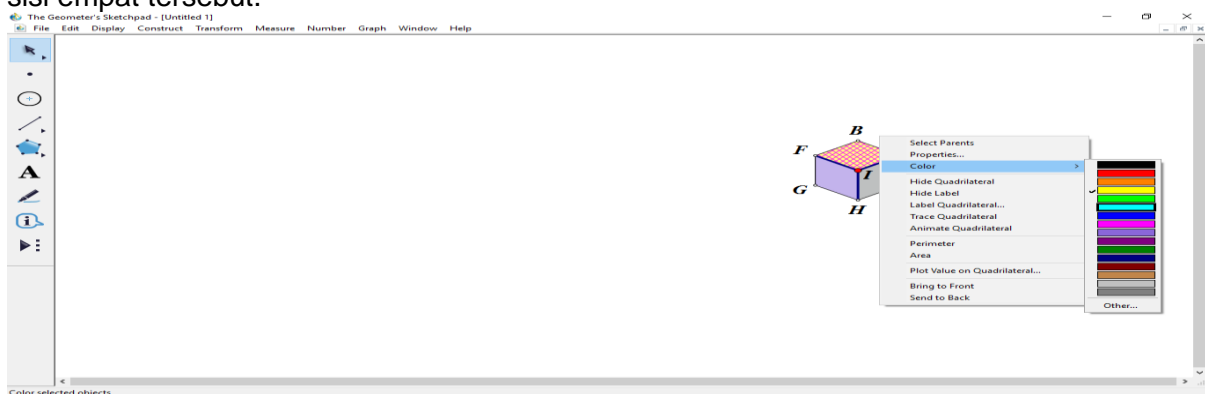 sisi empat tersebut.
The Geometer's Sketchpad - [Untitled 1]
File Edit Display Construct Transform Measure Number Graph Window Help
B
F
I
G
H
A
Select Parents
Properties...
Color
Hide Quadrilateral
Hide Label
Label Quadrilateral...
Trace Quadrilateral
Animate Quadrilateral
Perimeter
Area
Plot Value on Quadrilateral...
Bring to Front
Send to Back
Other...
Color selected objects